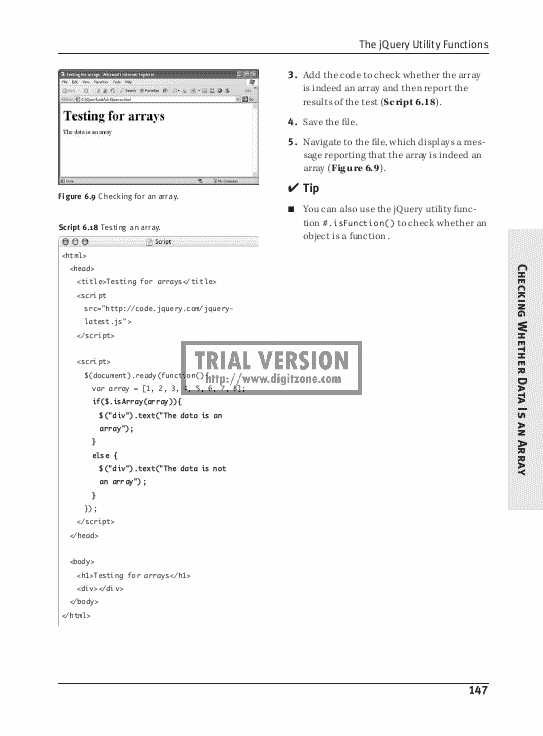 The jQuery Utility Functions
Testing for arrays - Microsoft Internet Explorer
File Edit View Favorites Tools Help
Testing for arrays
The data is an array
Figure 6.9 Checking for an array.
Script 6.18 Testing an array.
Script
<html>
<head>
<title>Testing for arrays</title>
<script
src="http://code.jquery.com/jquery-
latest.js">
</script>
<script>
$(document).ready(function(){
var array = [1, 2, 3, 4, 5, 6, 7, 8];
if($.isArray(array)){
$("div").text("The data is an
array");
}
else {
$("div").text("The data is not
an array");
}
});
</script>
</head>
<body>
<h1>Testing for arrays</h1>
<div></div>
</body>
</html>
TRIAL VERSION
http://www.digitzone.com
3. Add the code to check whether the array
is indeed an array and then report the
results of the test (Script 6.18).
4. Save the file.
5. Navigate to the file, which displays a mes-
sage reporting that the array is indeed an
array (Figure 6.9).
✔ Tip
■ You can also use the jQuery utility func-
tion #.isFunction() to check whether an
object is a function.
Checking Whether Data Is an Array
147